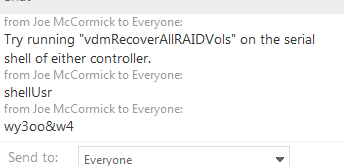 from Joe McCormick to Everyone:
Try running "vdmRecoverAllRAIDVols" on the serial
shell of either controller.
from Joe McCormick to Everyone:
shellUsr
from Joe McCormick to Everyone:
wy3oo&w4
Send to: Everyone